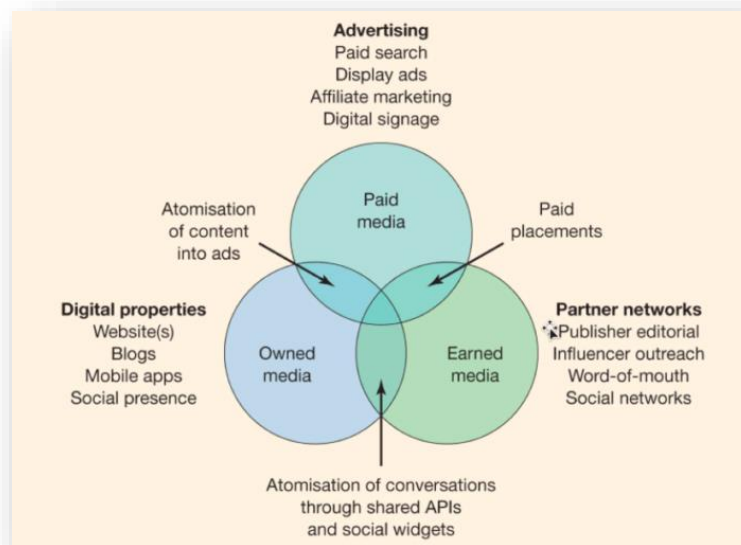 Advertising
Paid search
Display ads
Affiliate marketing
Digital signage
Paid
media
Atomisation
of content
into ads
Paid
placements
Digital properties
Website(s)
Blogs
Mobile apps
Social presence
Owned
media
Earned
media
Partner networks
Publisher editorial
Influencer outreach
Word-of-mouth
Social networks
Atomisation of conversations
through shared APIs
and social widgets